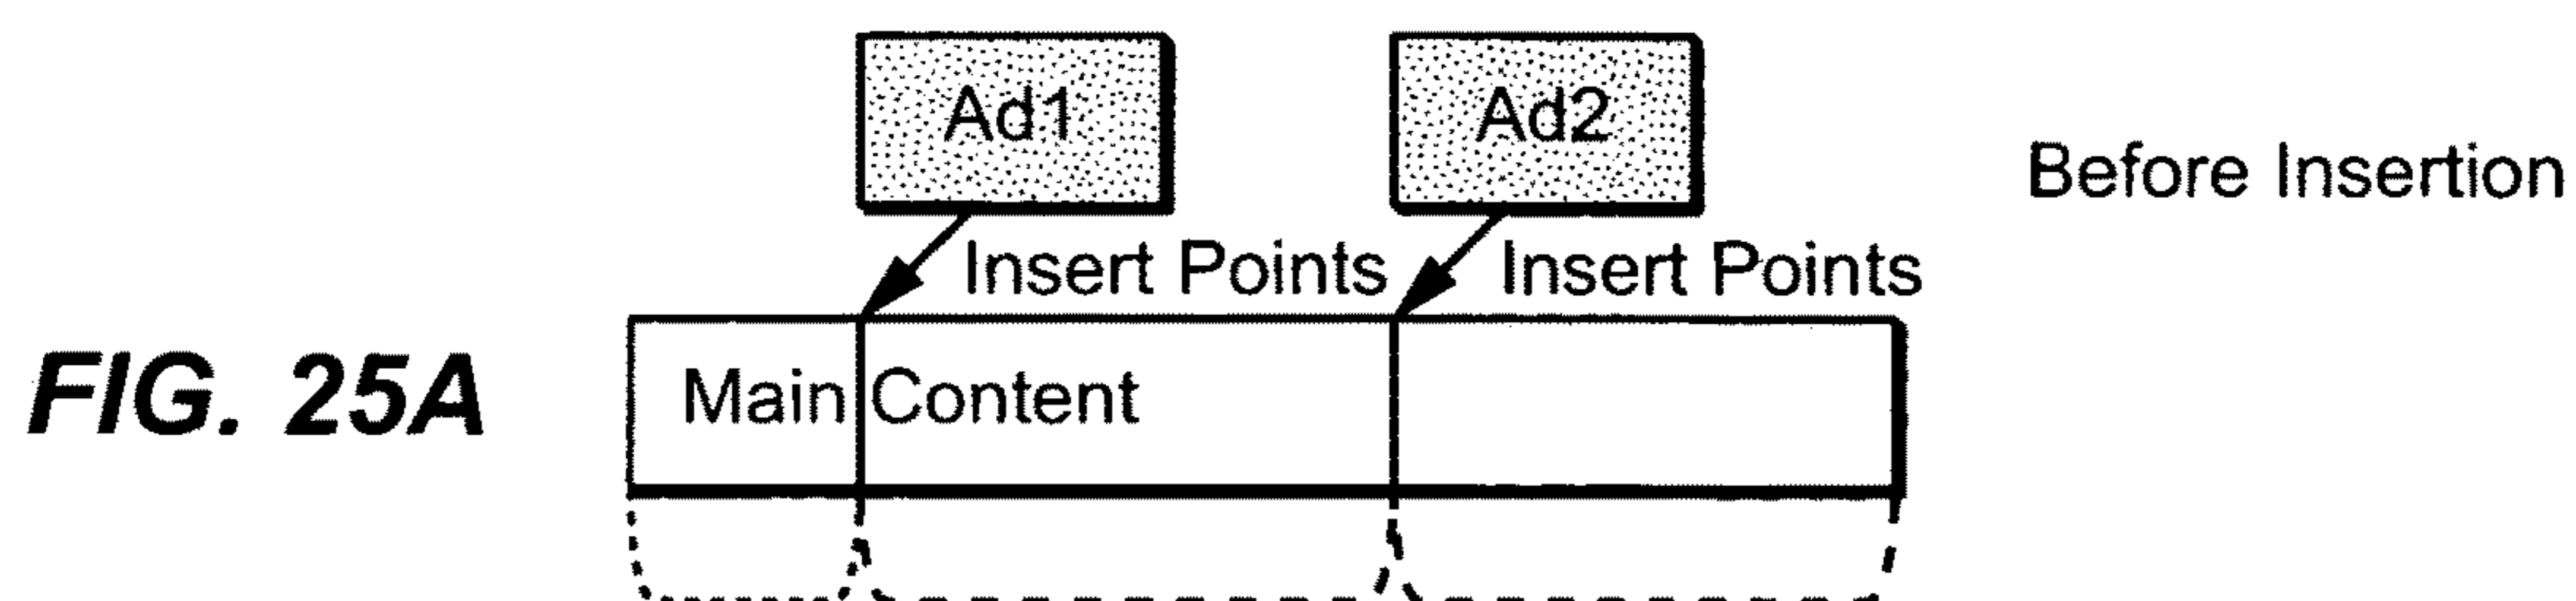 Ad1
Ad2
Before Insertion
Insert Points
Insert Points
FIG. 25A
Main Content